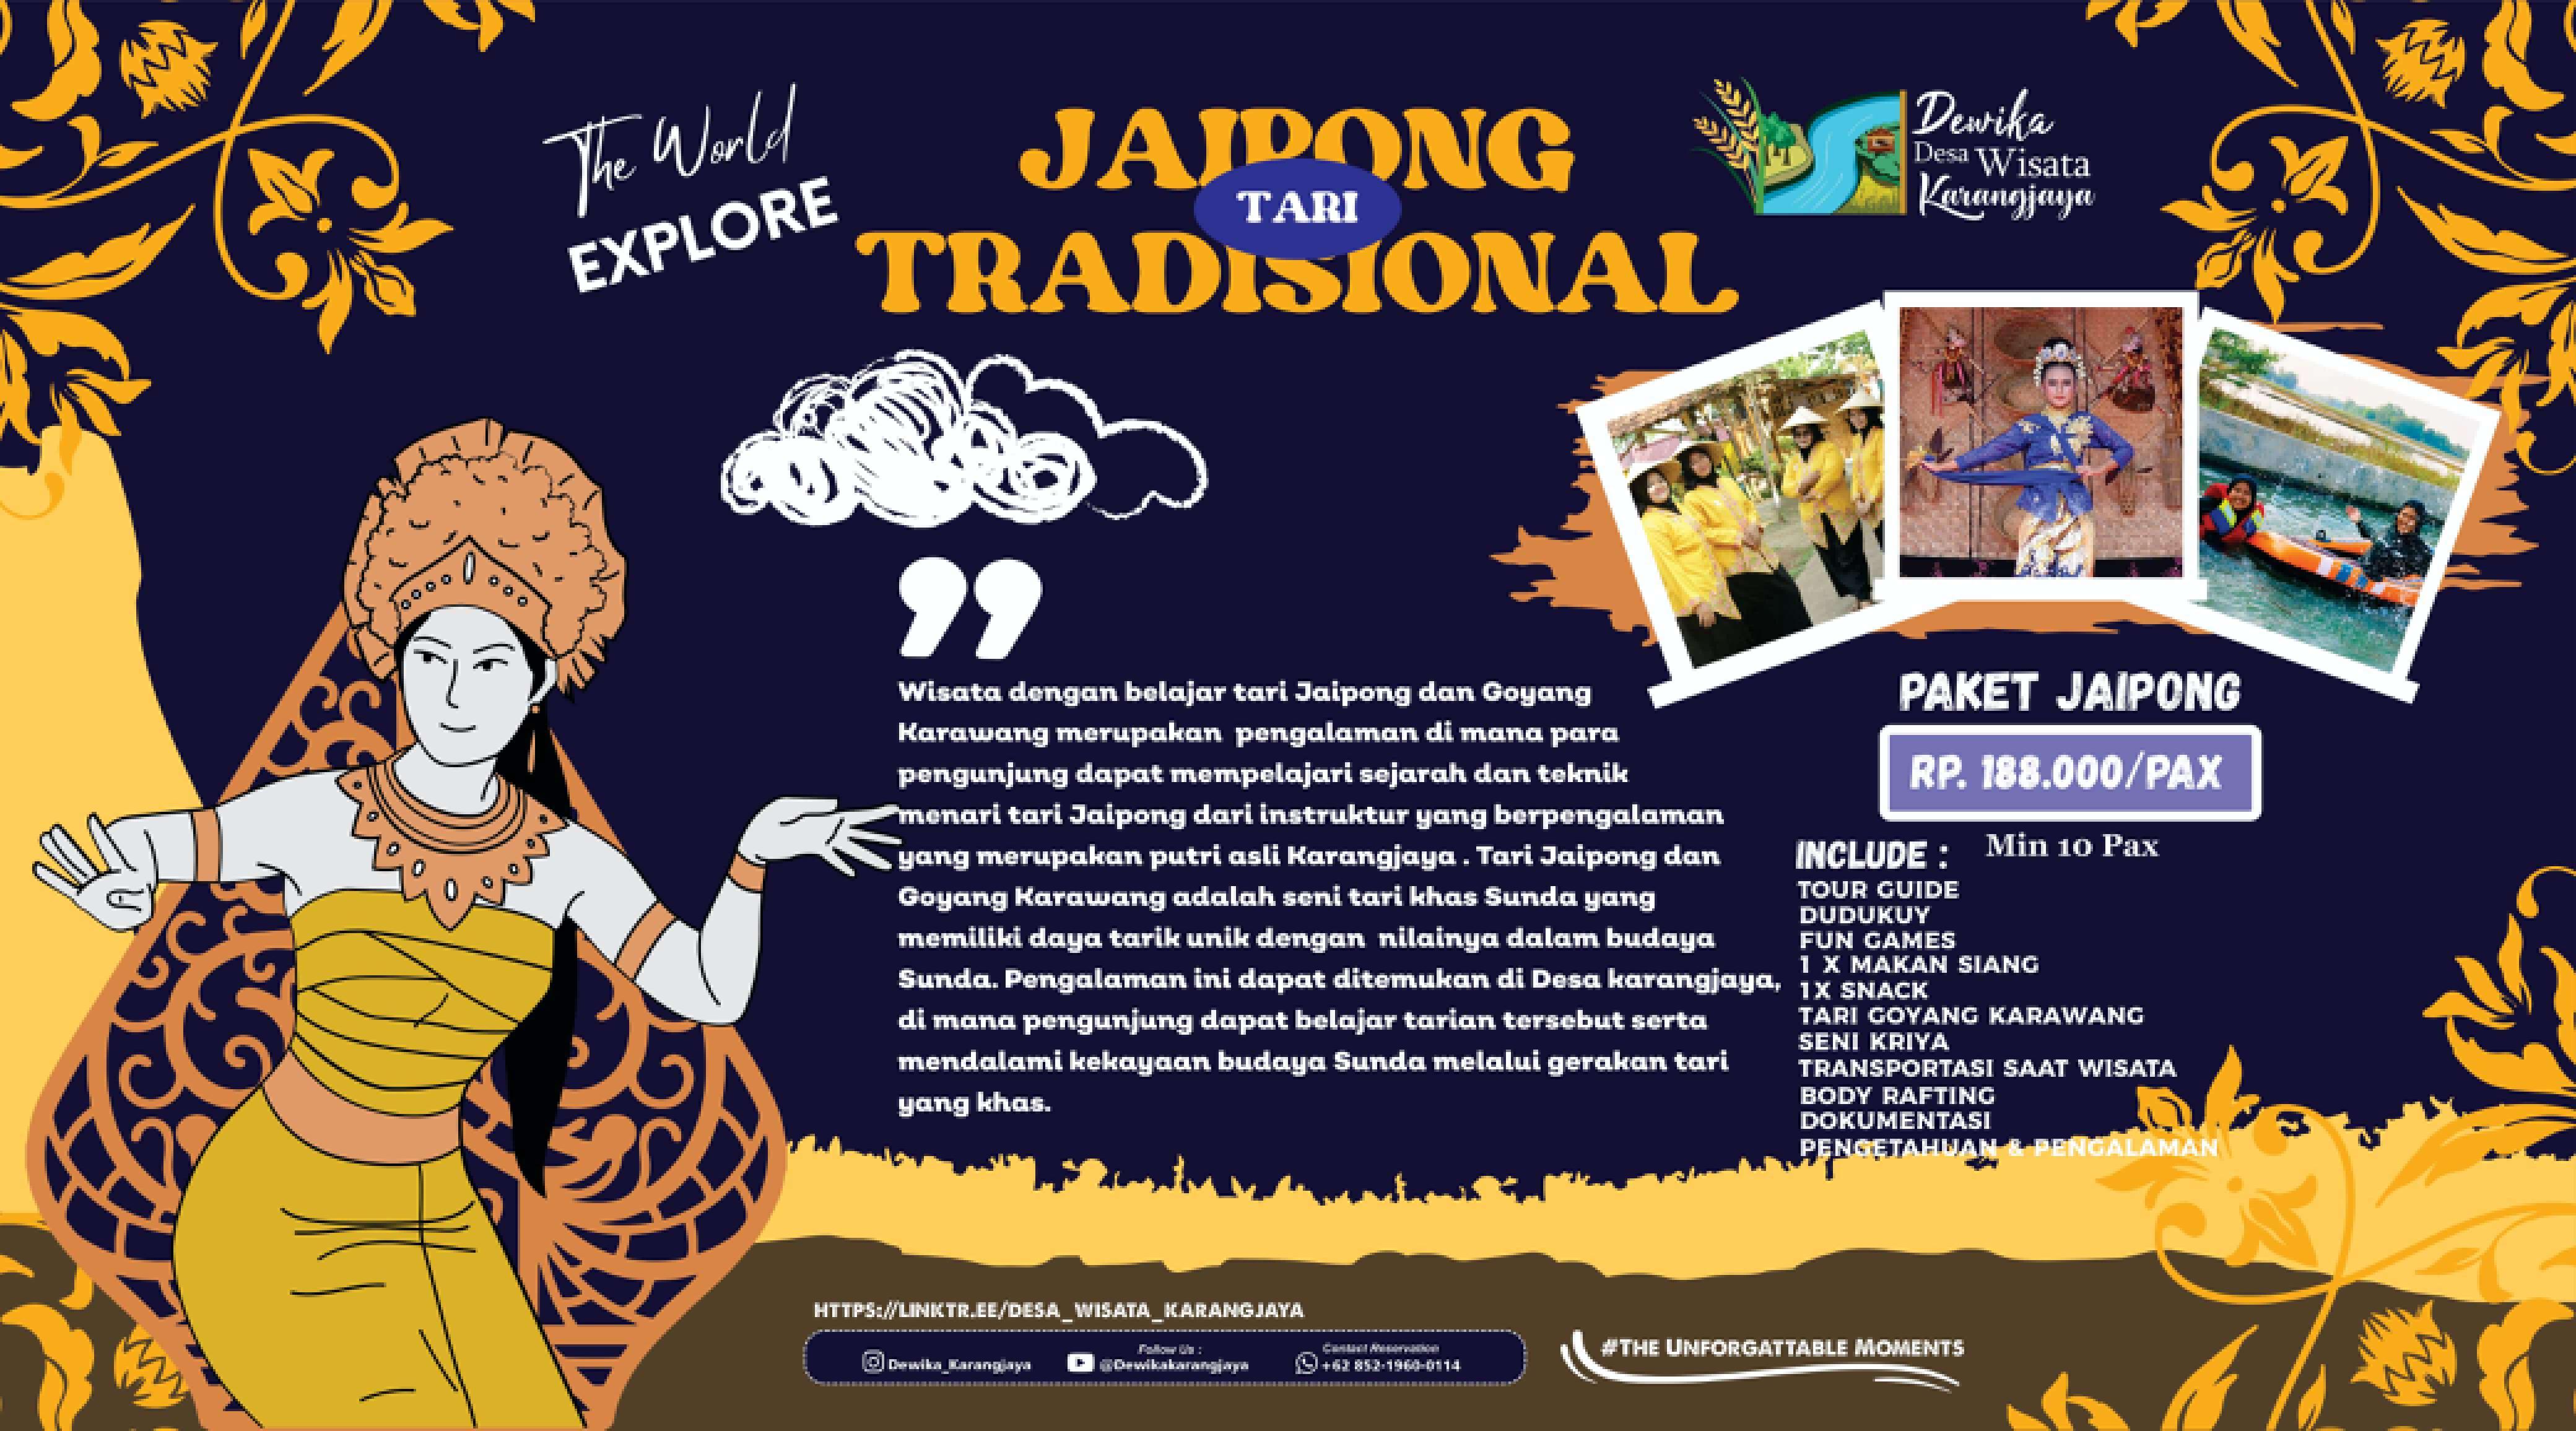 The World
EXPLORE
JAIPONG
TARI
TRADISIONAL
Dewika
Desa Wisata
Karangjaya
Wisata dengan belajar tari Jaipong dan Goyang
Karawang merupakan pengalaman di mana para
pengunjung dapat mempelajari sejarah dan teknik
menari tari Jaipong dari instruktur yang berpengalaman
yang merupakan putri asli Karangjaya . Tari Jaipong dan
Goyang Karawang adalah seni tari khas Sunda yang
memiliki daya tarik unik dengan nilainya dalam budaya
Sunda. Pengalaman ini dapat ditemukan di Desa karangjaya,
di mana pengunjung dapat belajar tarian tersebut serta
mendalami kekayaan budaya Sunda melalui gerakan tari
yang khas.
PAKET JAIPONG
RP. 188.000/PAX
Min 10 Pax
INCLUDE :
TOUR GUIDE
DUDUKUY
FUN GAMES
1 X MAKAN SIANG
1X SNACK
TARI GOYANG KARAWANG
SENI KRIYA
TRANSPORTASI SAAT WISATA
BODY RAFTING
DOKUMENTASI
PENGETAHUAN & PENGALAMAN
HTTPS://LINKTR.EE/DESA_WISATA_KARANGJAYA
Follow Us :
Contact Reservation
Dewika_Karangjaya
@Dewikakarangjaya
+62 852-1960-0114
#THE UNFORGATTABLE MOMENTS